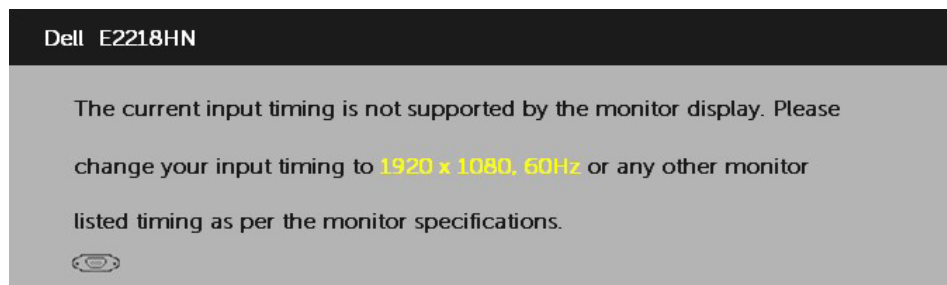 Dell E2218HN
The current input timing is not supported by the monitor display. Please
change your input timing to 1920 x 1080, 60Hz or any other monitor
listed timing as per the monitor specifications.